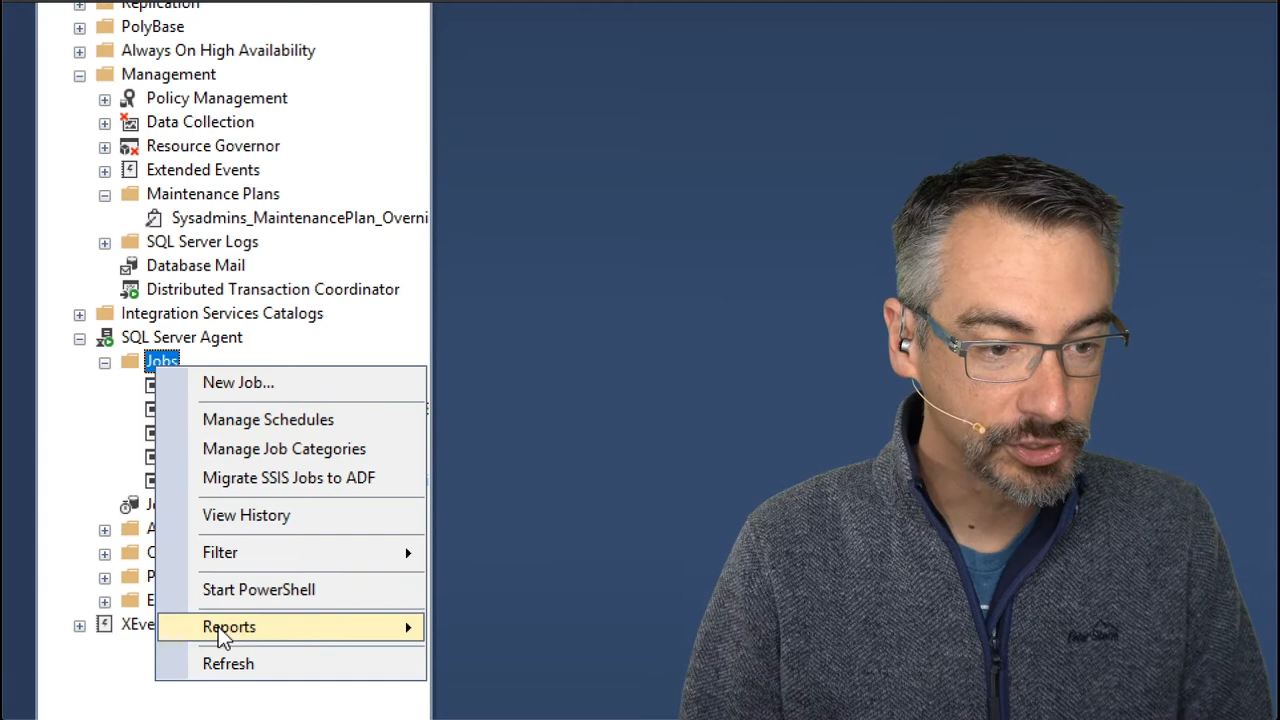 Replication
PolyBase
Always On High Availability
Management
Policy Management
Data Collection
Resource Governor
Extended Events
Maintenance Plans
Sysadmins_MaintenancePlan_Overni
SQL Server Logs
Database Mail
Distributed Transaction Coordinator
Integration Services Catalogs
SQL Server Agent
Jobs
New Job...
Manage Schedules
Manage Job Categories
Migrate SSIS Jobs to ADF
View History
Filter
Start PowerShell
Reports
Refresh
J
A
C
P
E
XEve